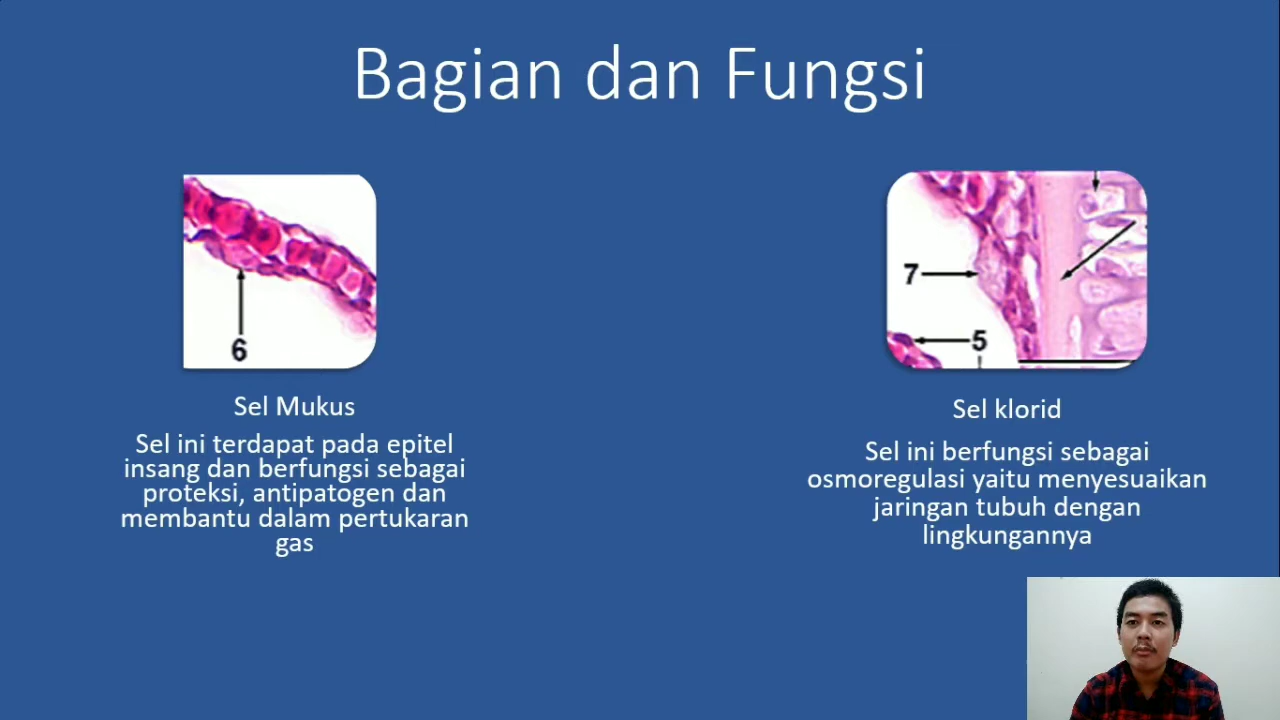 Bagian dan Fungsi
6
7
5
Sel Mukus
Sel ini terdapat pada epitel
insang dan berfungsi sebagai
proteksi, antipatogen dan
membantu dalam pertukaran
gas
Sel klorid
Sel ini berfungsi sebagai
osmoregulasi yaitu menyesuaikan
jaringan tubuh dengan
lingkungannya